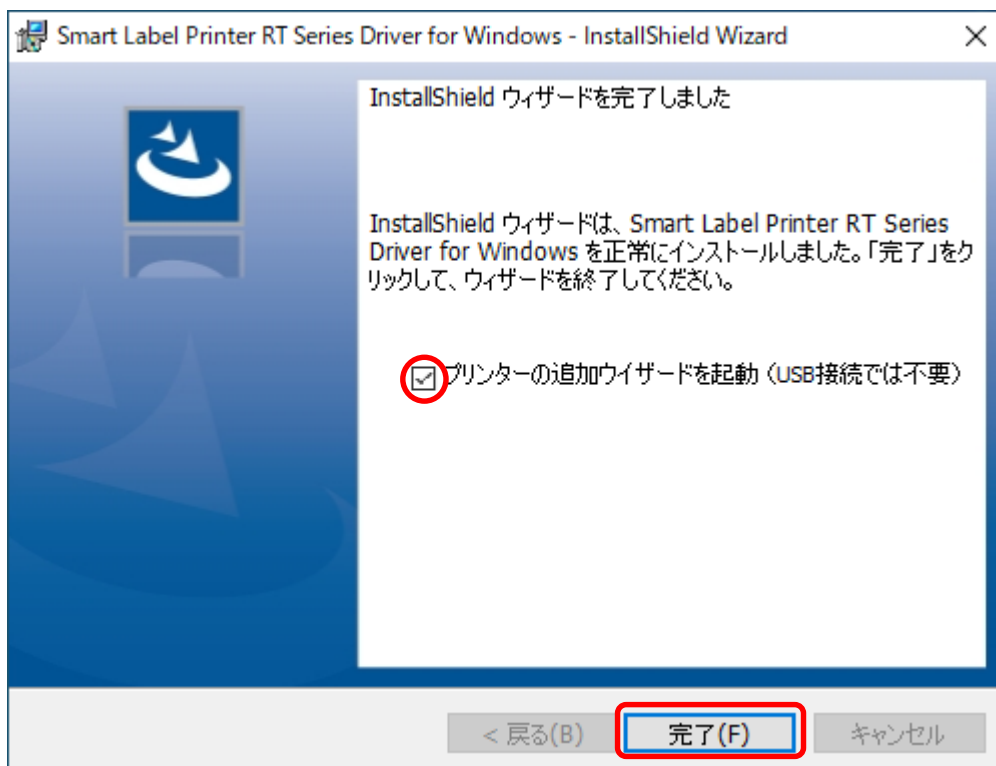 Smart Label Printer RT Series Driver for Windows - InstallShield Wizard
InstallShield ウィザードを完了しました
InstallShield ウィザードは、Smart Label Printer RT Series
Driver for Windows を正常にインストールしました。「完了」をク
リックして、ウィザードを終了してください。
プリンターの追加ウイザードを起動（USB接続では不要）
< 戻る(B)
完了(F)
キャンセル